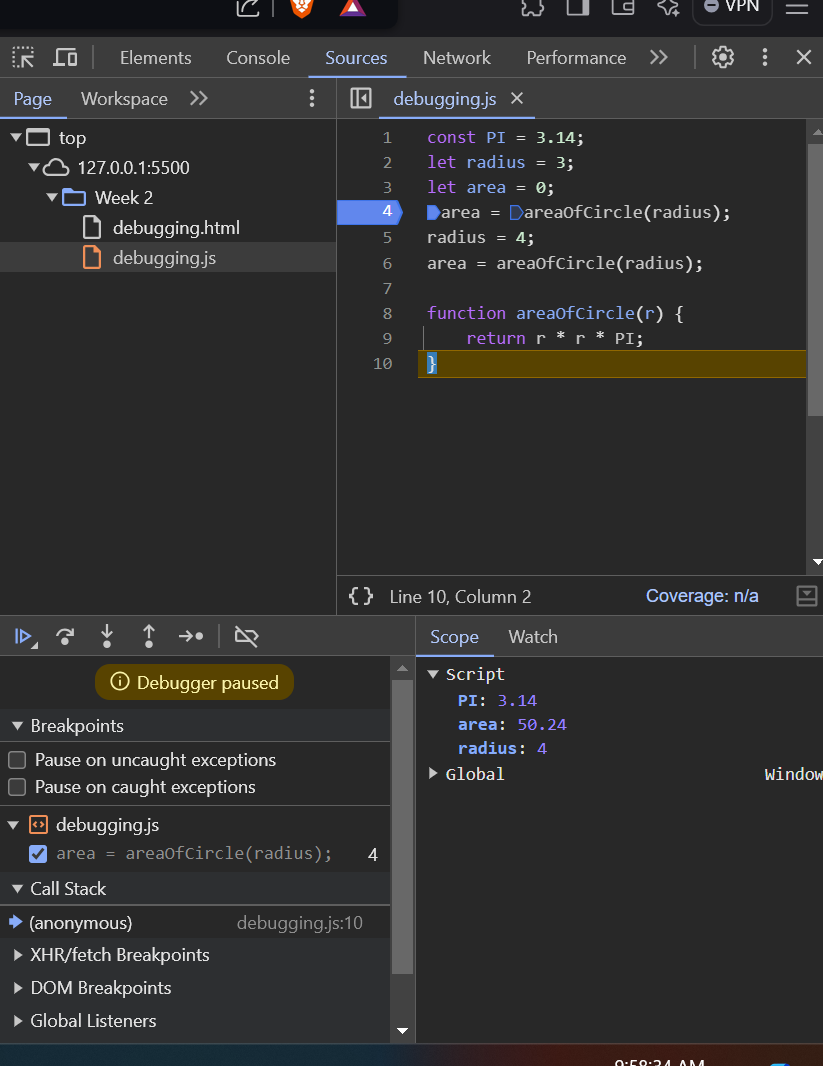 VPN
Elements Console Sources Network Performance
Page Workspace
debugging.js
top
127.0.0.1:5500
Week 2
debugging.html
debugging.js
1 const PI = 3.14;
2 let radius = 3;
3 let area = 0;
4 area = areaOfCircle(radius);
5 radius = 4;
6 area = areaOfCircle(radius);
7
8 function areaOfCircle(r) {
9 return r * r * PI;
10 }
{} Line 10, Column 2 Coverage: n/a
Debugger paused
Breakpoints
Pause on uncaught exceptions
Pause on caught exceptions
debugging.js
area = areaOfCircle(radius); 4
Call Stack
(anonymous) debugging.js:10
XHR/fetch Breakpoints
DOM Breakpoints
Global Listeners
Scope Watch
Script
PI: 3.14
area: 50.24
radius: 4
Global Window
9:58:34 AM